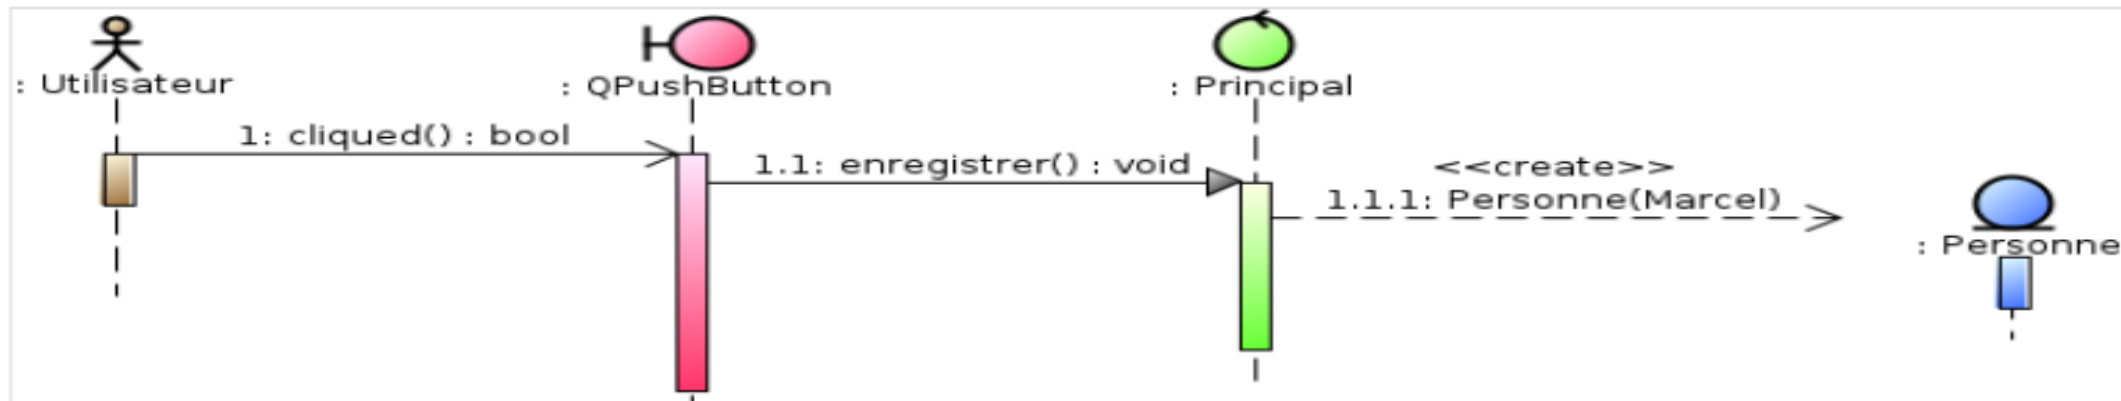 : Utilisateur
: QPushButton
: Principal
1: cliqued() : bool
1.1: enregistrer() : void
<<create>>
1.1.1: Personne(Marcel)
: Personne